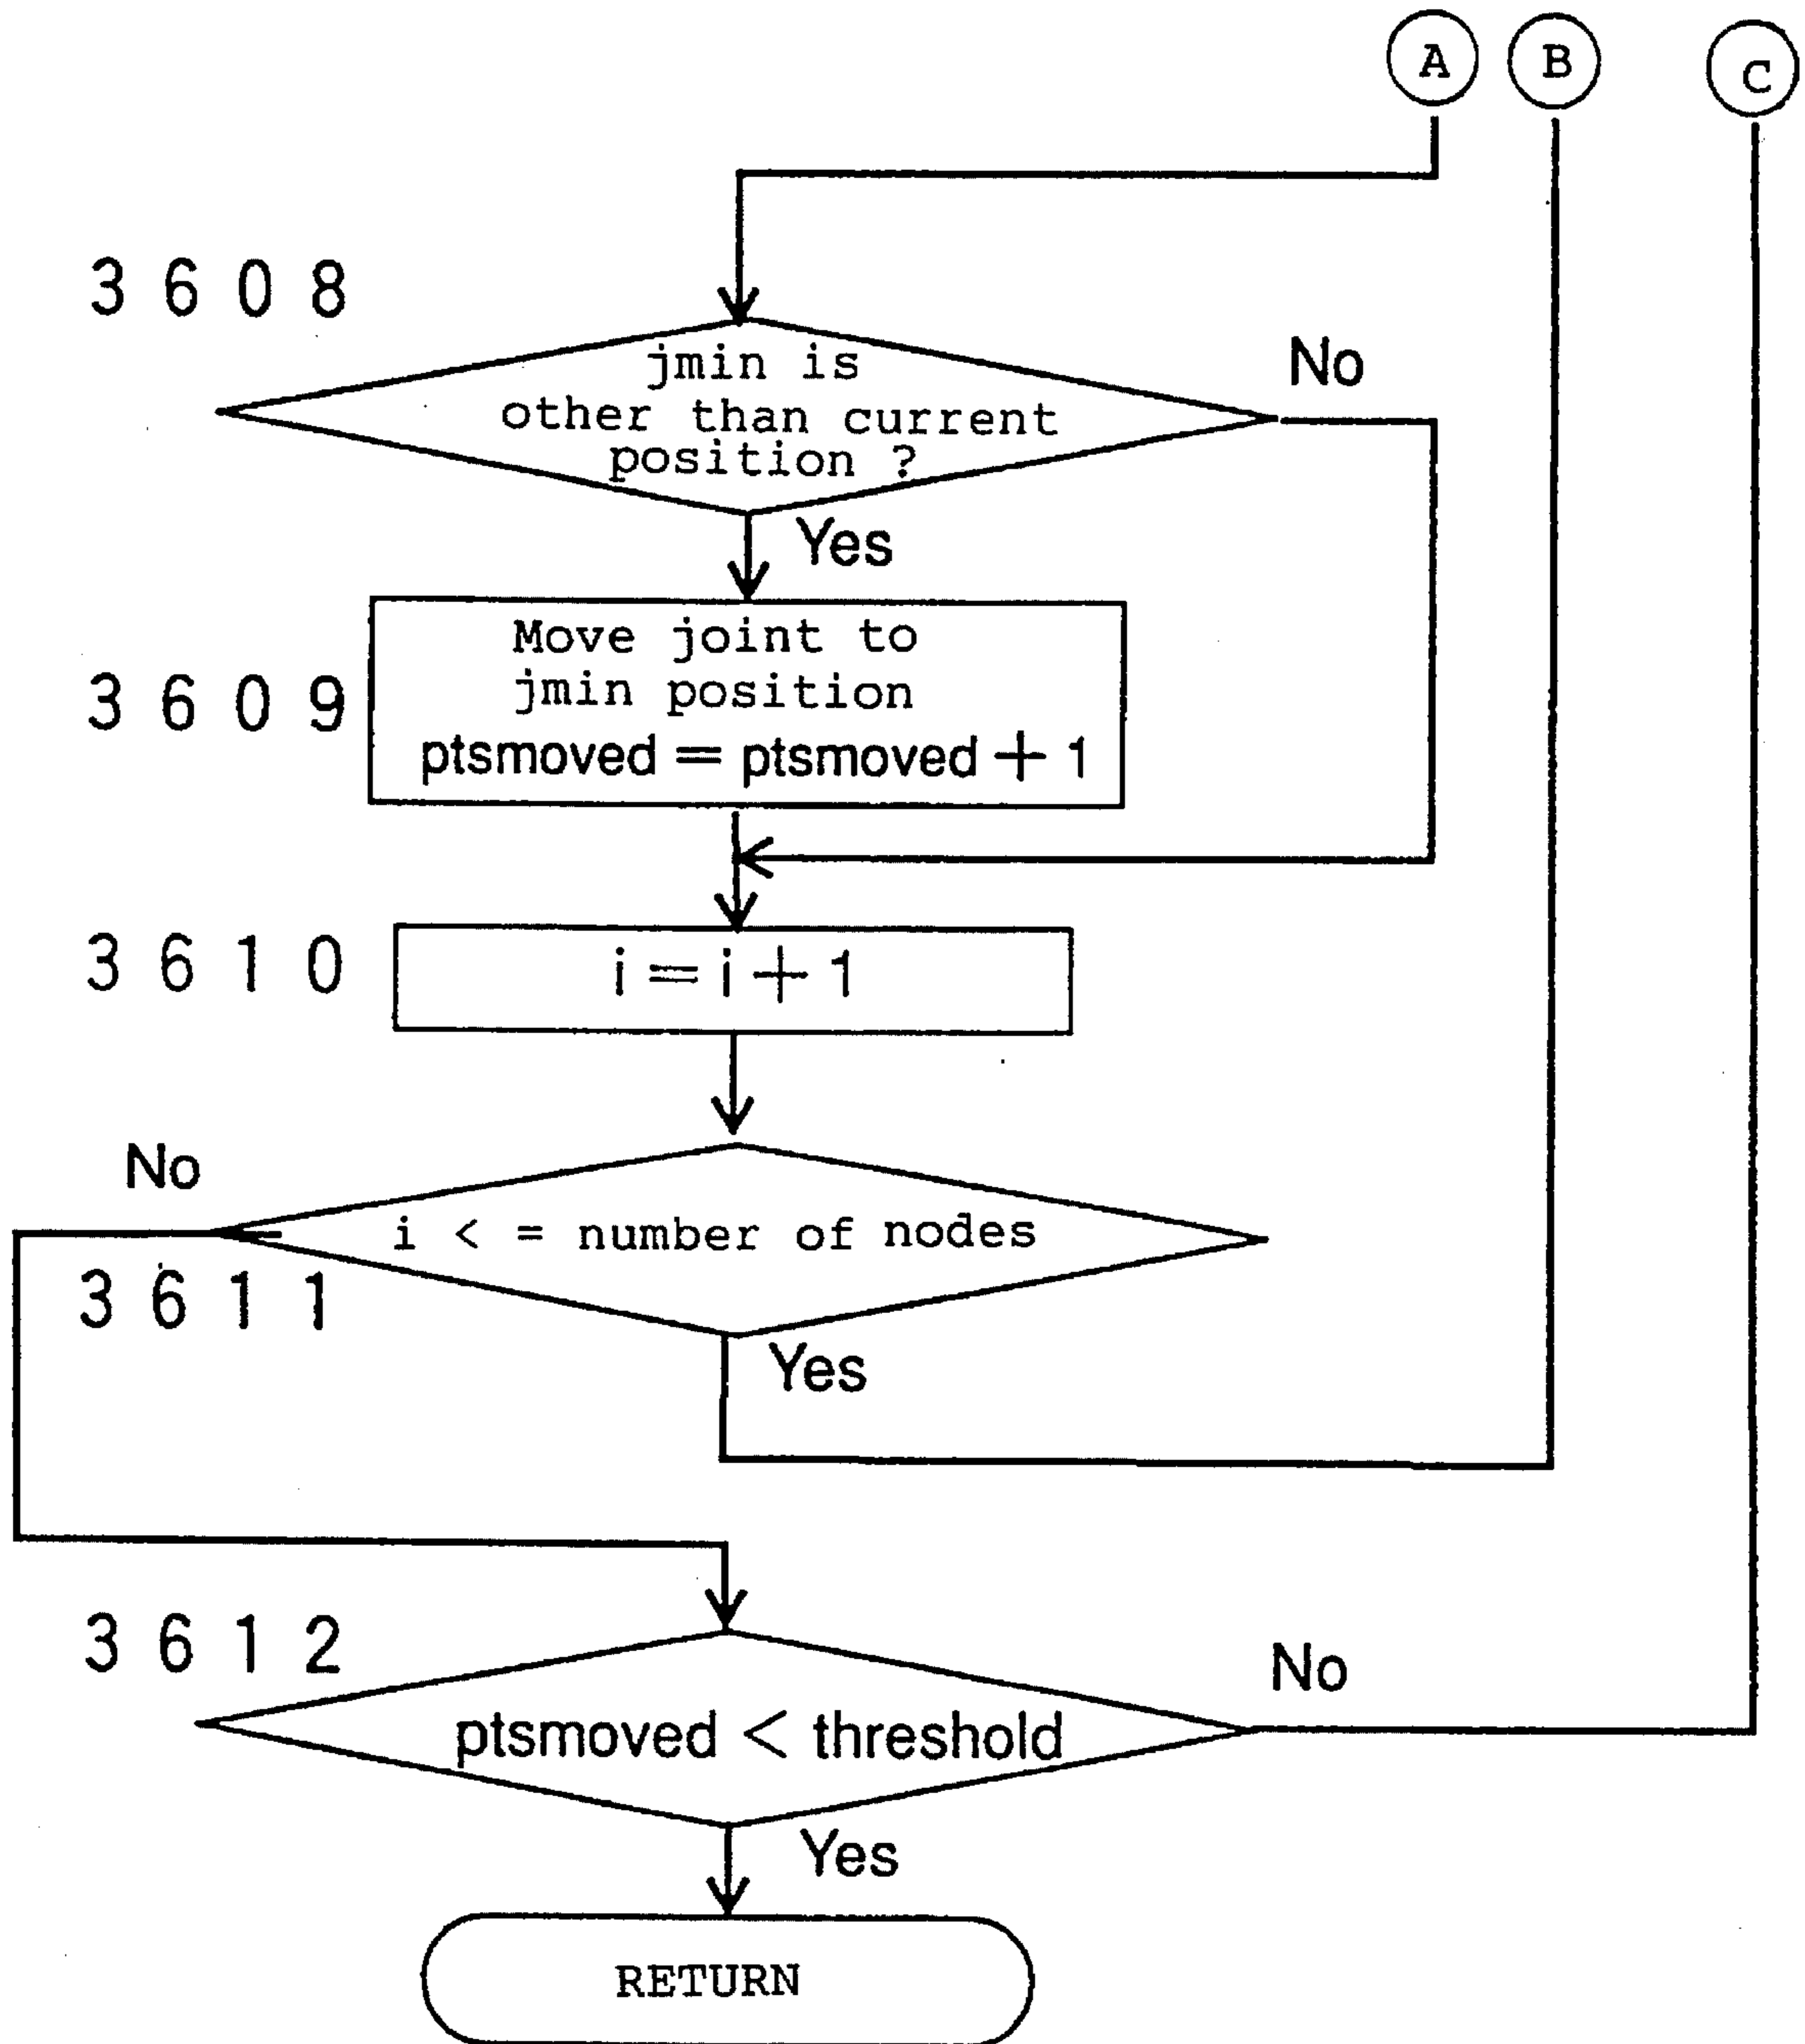 A B C
3608
No
jmin is
other than current
position ?
Yes
3609
Move joint to
jmin position
ptsmoved = ptsmoved + 1
3610
i = i + 1
No
i < = number of nodes
3611
Yes
3612
No
ptsmoved < threshold
Yes
RETURN